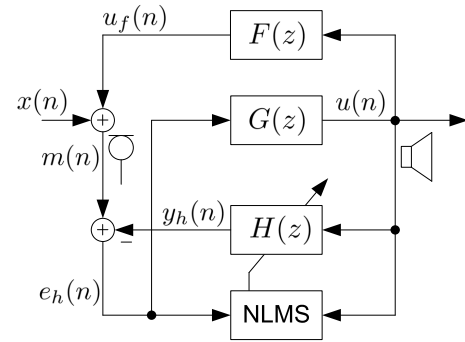 u_f(n)
F(z)
x(n)
+
G(z)
u(n)
m(n)
y_h(n)
+
−
H(z)
e_h(n)
NLMS